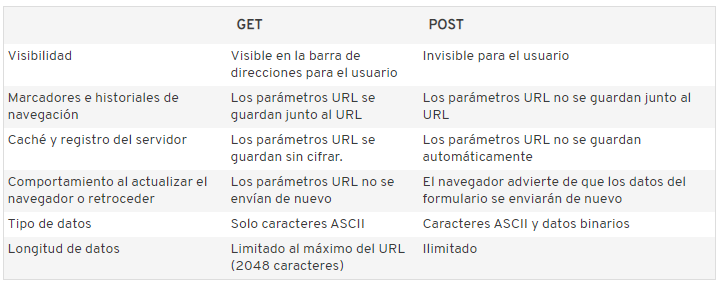 GET POST
Visibilidad Visible en la barra de Invisible para el usuario
direcciones para el usuario
Marcadores e historiales de Los parámetros URL se Los parámetros URL no se guardan junto al
navegación guardan junto al URL URL
Caché y registro del servidor Los parámetros URL se Los parámetros URL no se guardan
guardan sin cifrar. automáticamente
Comportamiento al actualizar el Los parámetros URL no se El navegador advierte de que los datos del
navegador o retroceder envían de nuevo formulario se enviarán de nuevo
Tipo de datos Solo caracteres ASCII Caracteres ASCII y datos binarios
Longitud de datos Limitado al máximo del URL Ilimitado
(2048 caracteres)